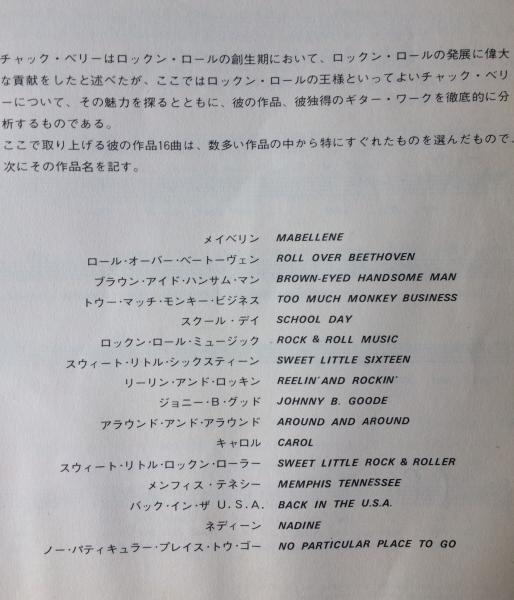 チャック・ベリーはロックン・ロールの創生期において、ロックン・ロールの発展に偉大
な貢献をしたと述べたが、ここではロックン・ロールの王様といってよいチャック・ベリ
ーについて、その魅力を探るとともに、彼の作品、彼独得のギター・ワークを徹底的に分
析するものである。
ここで取り上げる彼の作品16曲は、数多い作品の中から特にすぐれたものを選んだもので、
次にその作品名を記す。
メイベリン MABELLENE
ロール・オーバー・ベートーヴェン ROLL OVER BEETHOVEN
ブラウン・アイド・ハンサム・マン BROWN-EYED HANDSOME MAN
トウー・マッチ・モンキー・ビジネス TOO MUCH MONKEY BUSINESS
スクール・デイ SCHOOL DAY
ロックン・ロール・ミュージック ROCK & ROLL MUSIC
スウィート・リトル・シックスティーン SWEET LITTLE SIXTEEN
リーリン・アンド・ロッキン REELIN' AND ROCKIN'
ジョニー・B・グッド JOHNNY B. GOODE
アラウンド・アンド・アラウンド AROUND AND AROUND
キャロル CAROL
スウィート・リトル・ロックン・ローラー SWEET LITTLE ROCK & ROLLER
メンフィス・テネシー MEMPHIS TENNESSEE
バック・イン・ザ U.S.A. BACK IN THE U.S.A.
ネディーン NADINE
ノー・パティキュラー・プレイス・トウ・ゴー NO PARTICULAR PLACE TO GO